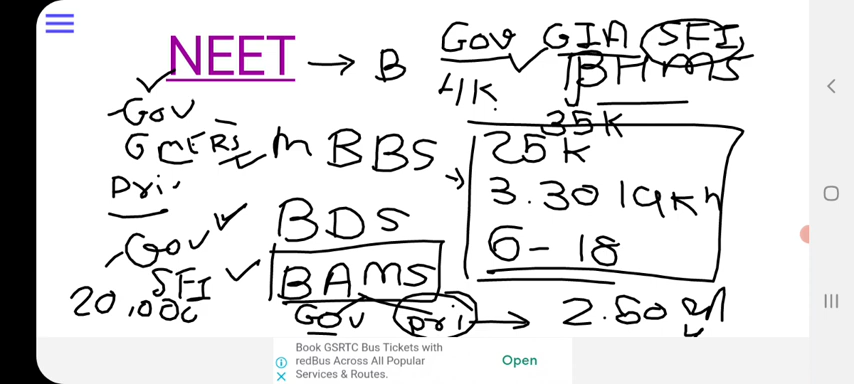 NEET → B Gov GIA SFI
4K BHMS
35K
Gov
GMERS MBBS → 25K
Pri 3.30 lakh
Gov BDS 6-18
SFI BAMS
20,000 Gov Pri → 2.50
Book GSRTC Bus Tickets with
redBus Across All Popular
Services & Routes.
Open